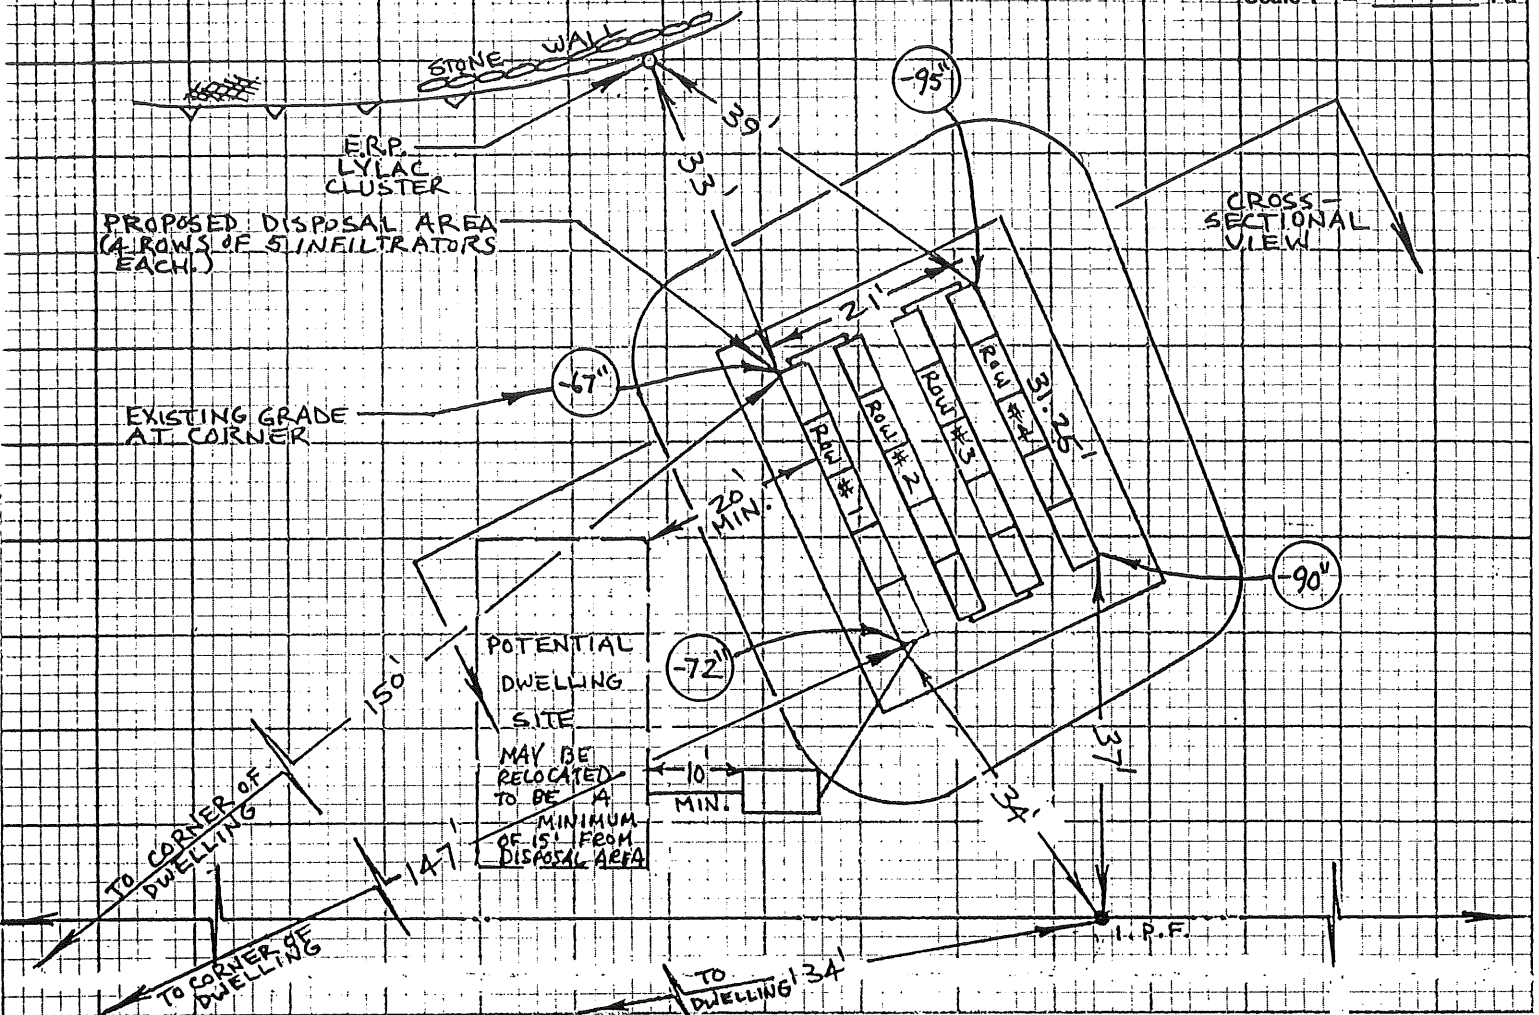 STONE WALL
-95"
39'
33'
E.R.P.
LYLAC
CLUSTER
PROPOSED DISPOSAL AREA
(4 ROWS OF 5 INFILTRATORS
EACH.)
CROSS-
SECTIONAL
VIEW
21'
-67"
EXISTING GRADE
AT CORNER
ROW #1
ROW #2
ROW #3
ROW #4
31.25'
20'
MIN.
-90"
-72"
POTENTIAL
DWELLING
SITE
MAY BE
RELOCATED
TO BE A
MINIMUM
OF 15' FROM
DISPOSAL AREA
10'
MIN.
150'
37'
34'
147'
TO CORNER OF
DWELLING
TO CORNER OF
DWELLING
I.P.F.
TO
DWELLING
134'